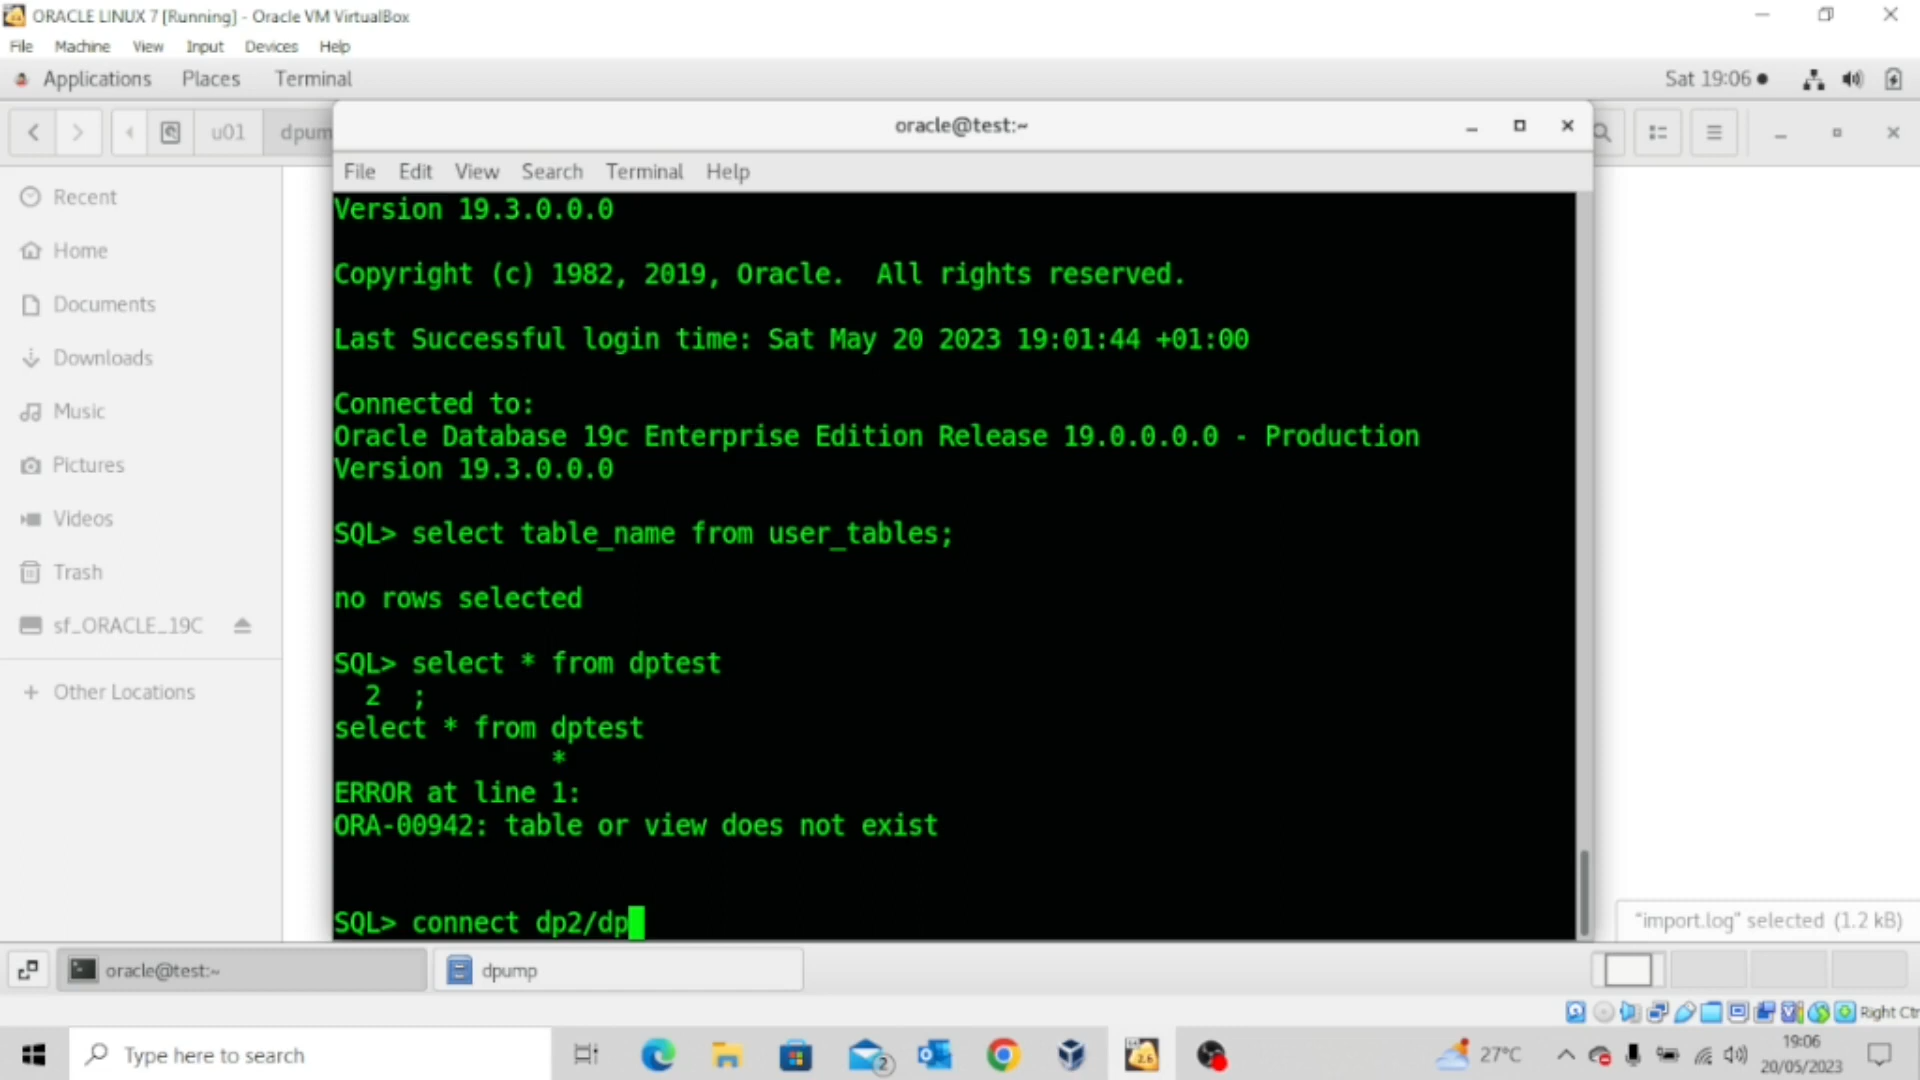 ORACLE LINUX 7 [Running] - Oracle VM VirtualBox
File Machine View Input Devices Help
Applications Places Terminal
Sat 19:06
u01 dpum
oracle@test:~
File Edit View Search Terminal Help
Recent
Home
Documents
Downloads
Music
Pictures
Videos
Trash
sf_ORACLE_19C
+ Other Locations
Version 19.3.0.0.0
Copyright (c) 1982, 2019, Oracle.  All rights reserved.
Last Successful login time: Sat May 20 2023 19:01:44 +01:00
Connected to:
Oracle Database 19c Enterprise Edition Release 19.0.0.0.0 - Production
Version 19.3.0.0.0
SQL> select table_name from user_tables;
no rows selected
SQL> select * from dptest
  2  ;
select * from dptest
              *
ERROR at line 1:
ORA-00942: table or view does not exist
SQL> connect dp2/dp
"import.log" selected (1.2 kB)
oracle@test:~
dpump
Right Ctr
Type here to search
2
2.6
27°C
19:06
20/05/2023